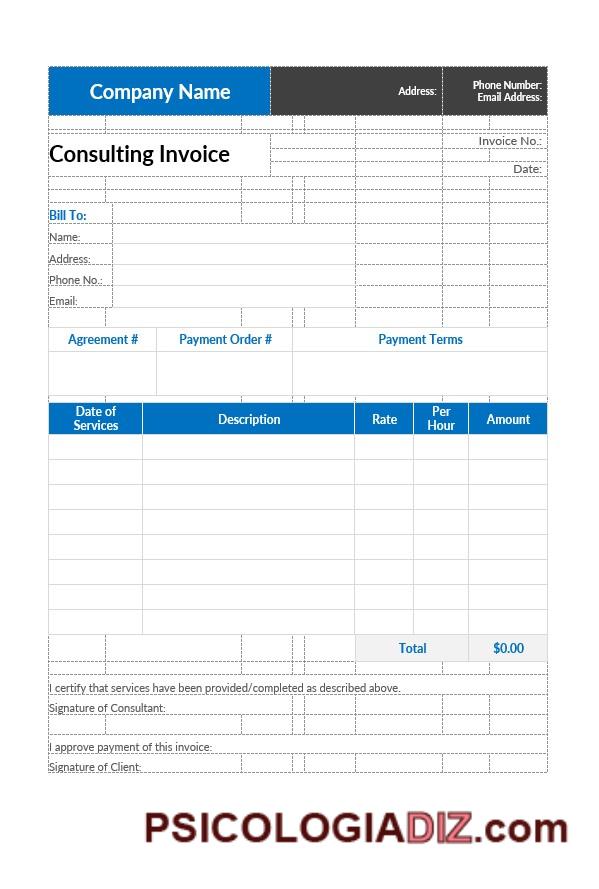 Company Name
Address:
Phone Number:
Email Address:
Consulting Invoice
Invoice No.:
Date:
Bill To:
Name:
Address:
Phone No.:
Email:
Agreement # Payment Order # Payment Terms
Date of Services Description Rate Per Hour Amount
Total $0.00
I certify that services have been provided/completed as described above.
Signature of Consultant:
I approve payment of this invoice:
Signature of Client:
PSICOLOGIADIZ.com